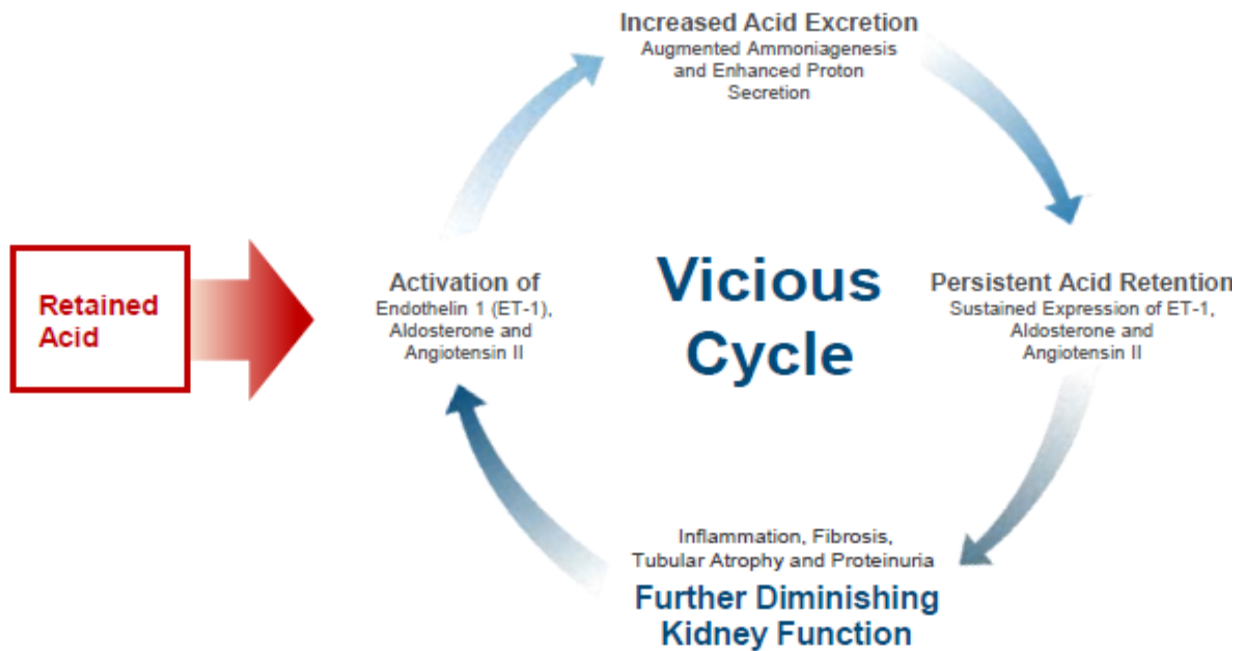 Increased Acid Excretion
Augmented Ammoniagenesis
and Enhanced Proton
Secretion
Retained
Acid
Activation of
Endothelin 1 (ET-1),
Aldosterone and
Angiotensin II
Vicious
Cycle
Persistent Acid Retention
Sustained Expression of ET-1,
Aldosterone and
Angiotensin II
Inflammation, Fibrosis,
Tubular Atrophy and Proteinuria
Further Diminishing
Kidney Function